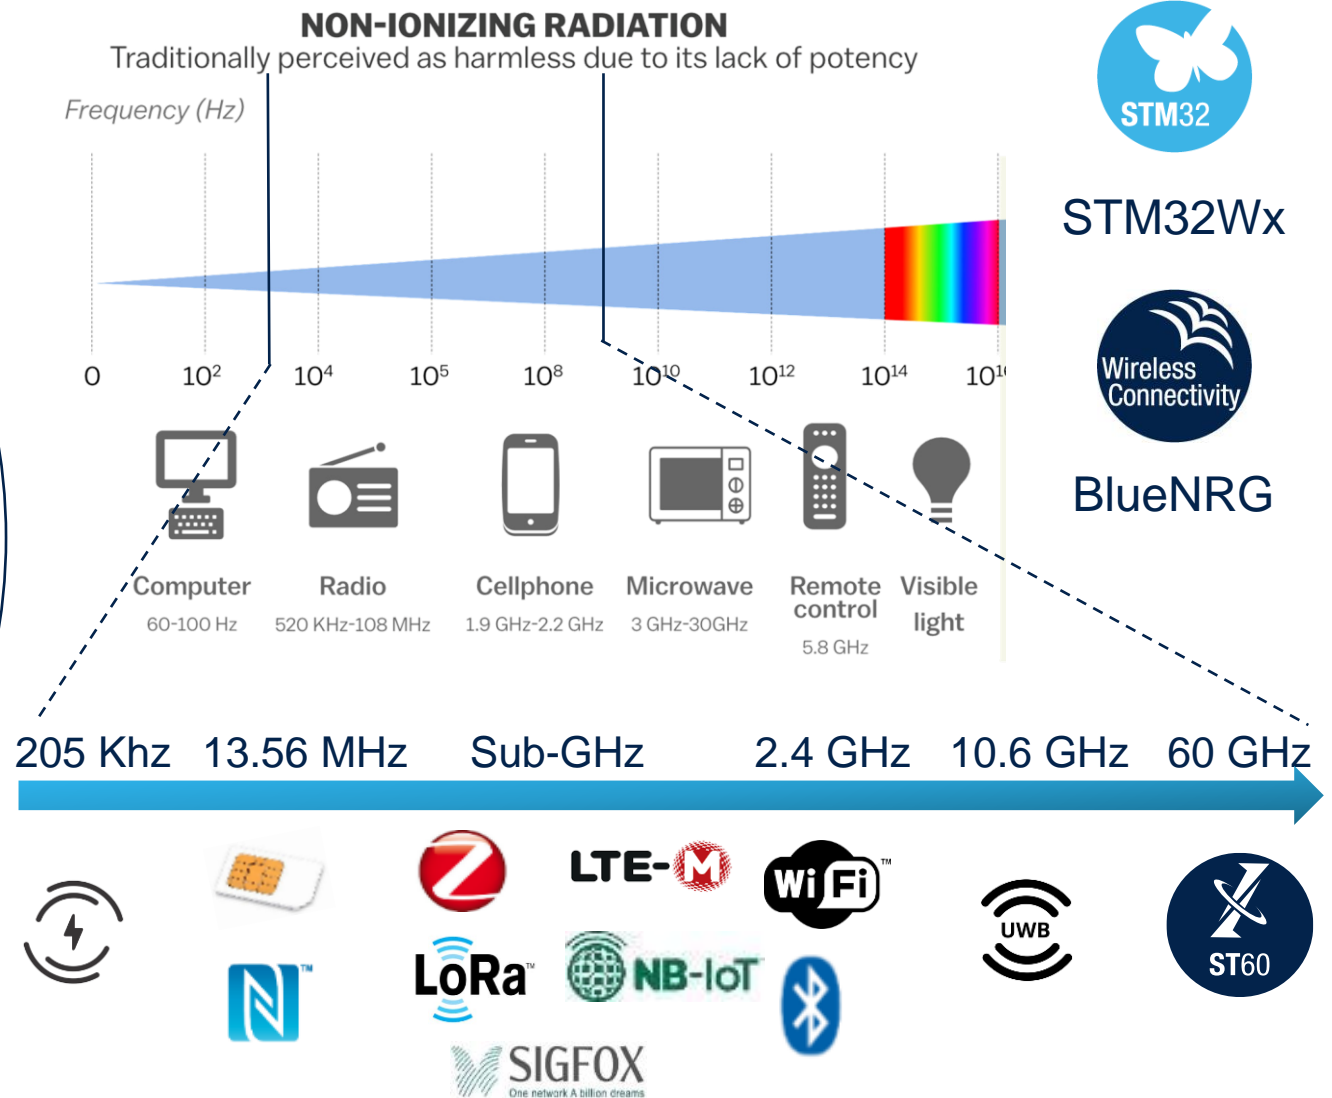 NON-IONIZING RADIATION
Traditionally perceived as harmless due to its lack of potency
Frequency (Hz)
STM32
STM32Wx
0 10² 10⁴ 10⁵ 10⁸ 10¹⁰ 10¹² 10¹⁴
Wireless
Connectivity
BlueNRG
Computer
60-100 Hz
Radio
520 KHz-108 MHz
Cellphone
1.9 GHz-2.2 GHz
Microwave
3 GHz-30GHz
Remote
control
5.8 GHz
Visible
light
205 Khz 13.56 MHz Sub-GHz 2.4 GHz 10.6 GHz 60 GHz
LTE-M
WiFi™
UWB
ST60
N™
LoRa™
NB-IoT
SIGFOX
One network A billion dreams